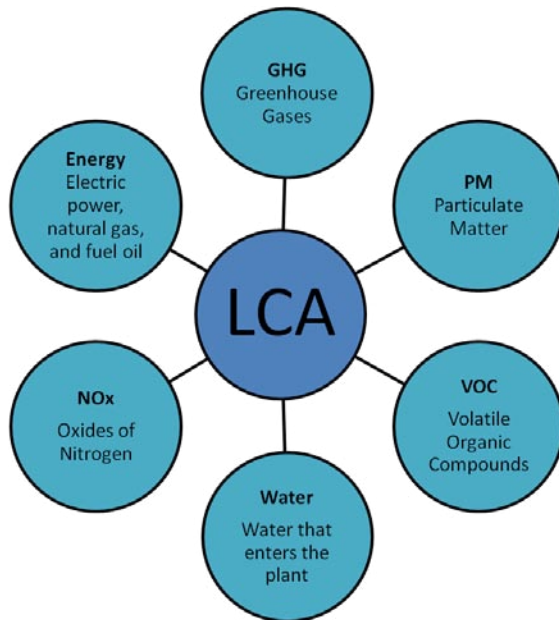 GHG
Greenhouse
Gases
Energy
Electric
power,
natural gas,
and fuel oil
PM
Particulate
Matter
LCA
NOx
Oxides of
Nitrogen
VOC
Volatile
Organic
Compounds
Water
Water that
enters the
plant